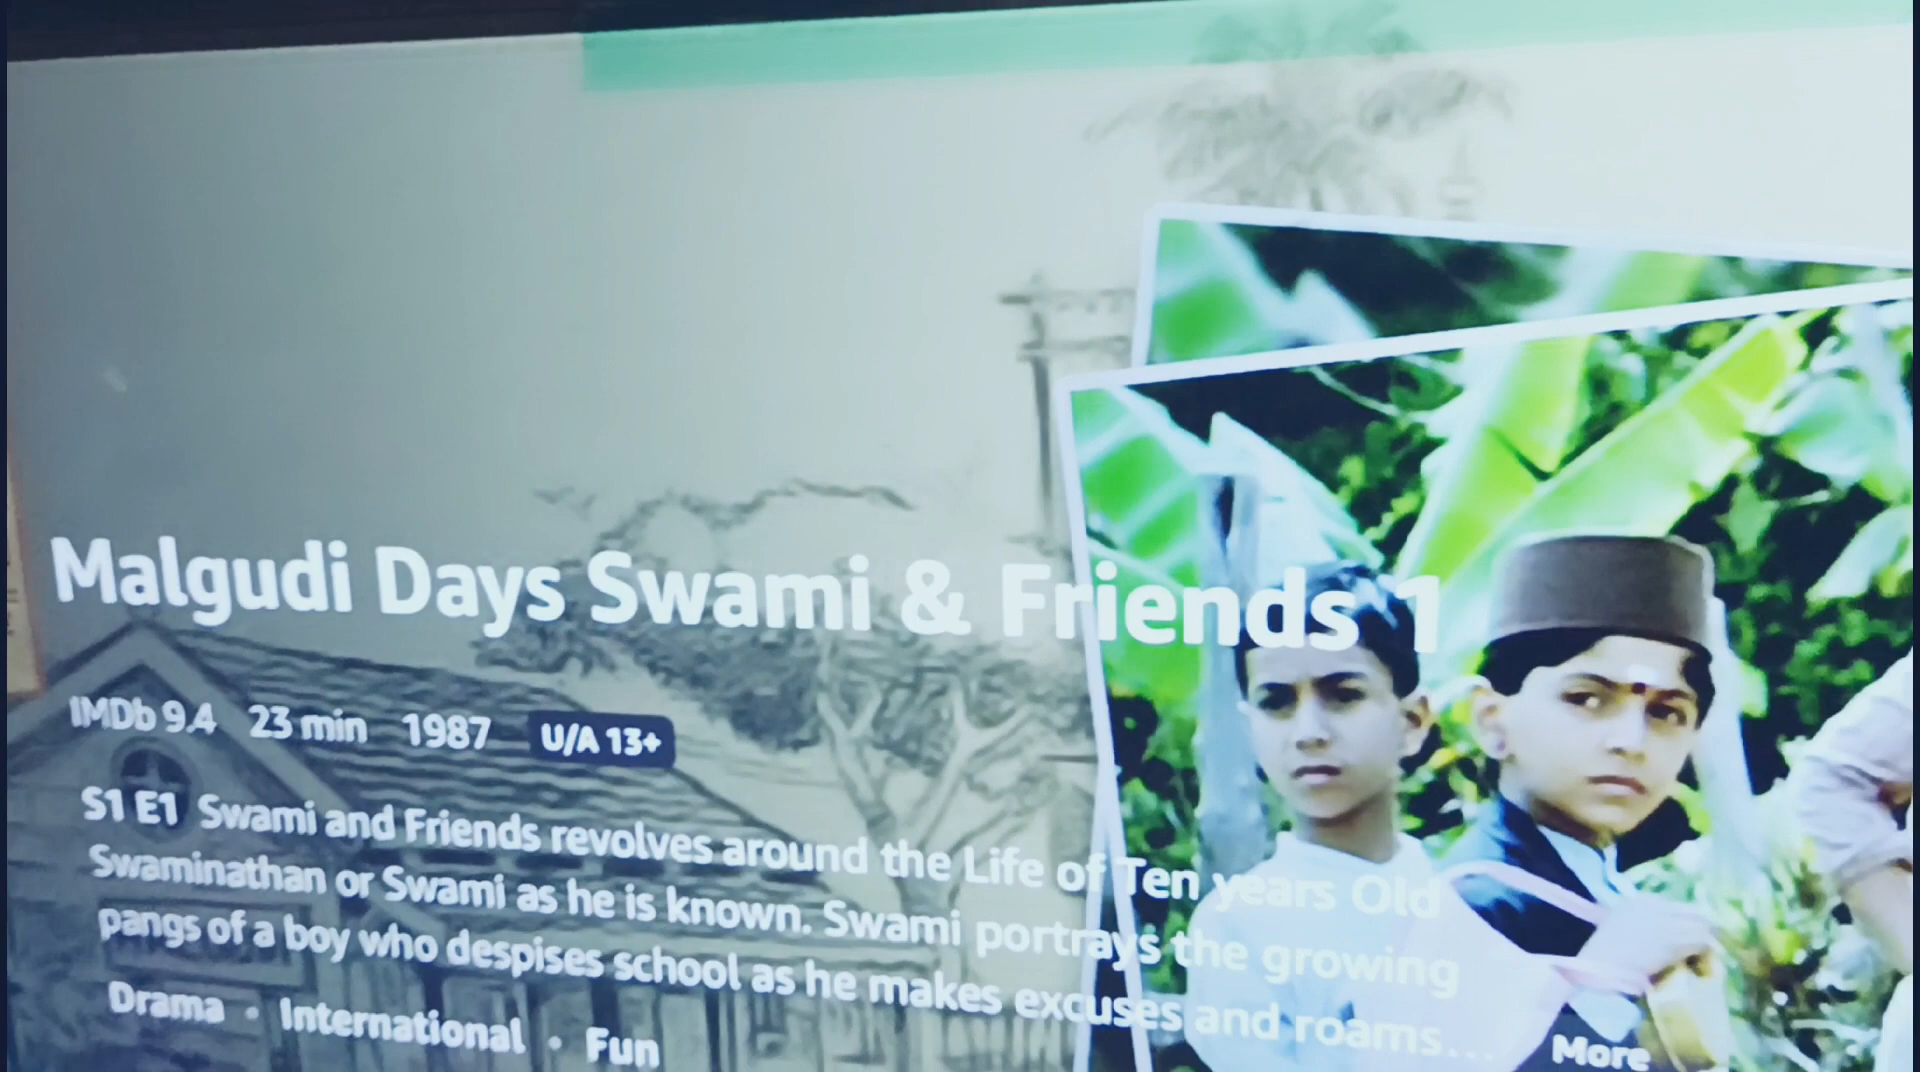 Malgudi Days Swami & Friends 1
IMDb 9.4 23 min 1987 U/A 13+
S1 E1 Swami and Friends revolves around the Life of Ten years Old
Swaminathan or Swami as he is known. Swami portrays the growing
pangs of a boy who despises school as he makes excuses and roams...
More
Drama • International • Fun